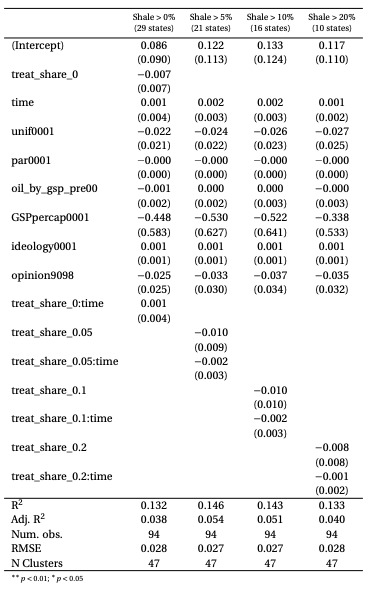 Shale > 0% Shale > 5% Shale > 10% Shale > 20%
(29 states) (21 states) (16 states) (10 states)
(Intercept) 0.086 0.122 0.133 0.117
(0.090) (0.113) (0.124) (0.110)
treat_share_0 −0.007
(0.007)
time 0.001 0.002 0.002 0.001
(0.004) (0.003) (0.003) (0.002)
unif0001 −0.022 −0.024 −0.026 −0.027
(0.021) (0.022) (0.023) (0.025)
par0001 −0.000 −0.000 −0.000 −0.000
(0.000) (0.000) (0.000) (0.000)
oil_by_gsp_pre00 −0.001 0.000 0.000 −0.000
(0.002) (0.002) (0.003) (0.003)
GSPpercap0001 −0.448 −0.530 −0.522 −0.338
(0.583) (0.627) (0.641) (0.533)
ideology0001 0.001 0.001 0.001 0.001
(0.001) (0.001) (0.001) (0.001)
opinion9098 −0.025 −0.033 −0.037 −0.035
(0.025) (0.030) (0.034) (0.032)
treat_share_0:time 0.001
(0.004)
treat_share_0.05 −0.010
(0.009)
treat_share_0.05:time −0.002
(0.003)
treat_share_0.1 −0.010
(0.010)
treat_share_0.1:time −0.002
(0.003)
treat_share_0.2 −0.008
(0.008)
treat_share_0.2:time −0.001
(0.002)
R² 0.132 0.146 0.143 0.133
Adj. R² 0.038 0.054 0.051 0.040
Num. obs. 94 94 94 94
RMSE 0.028 0.027 0.027 0.028
N Clusters 47 47 47 47
** p < 0.01; * p < 0.05